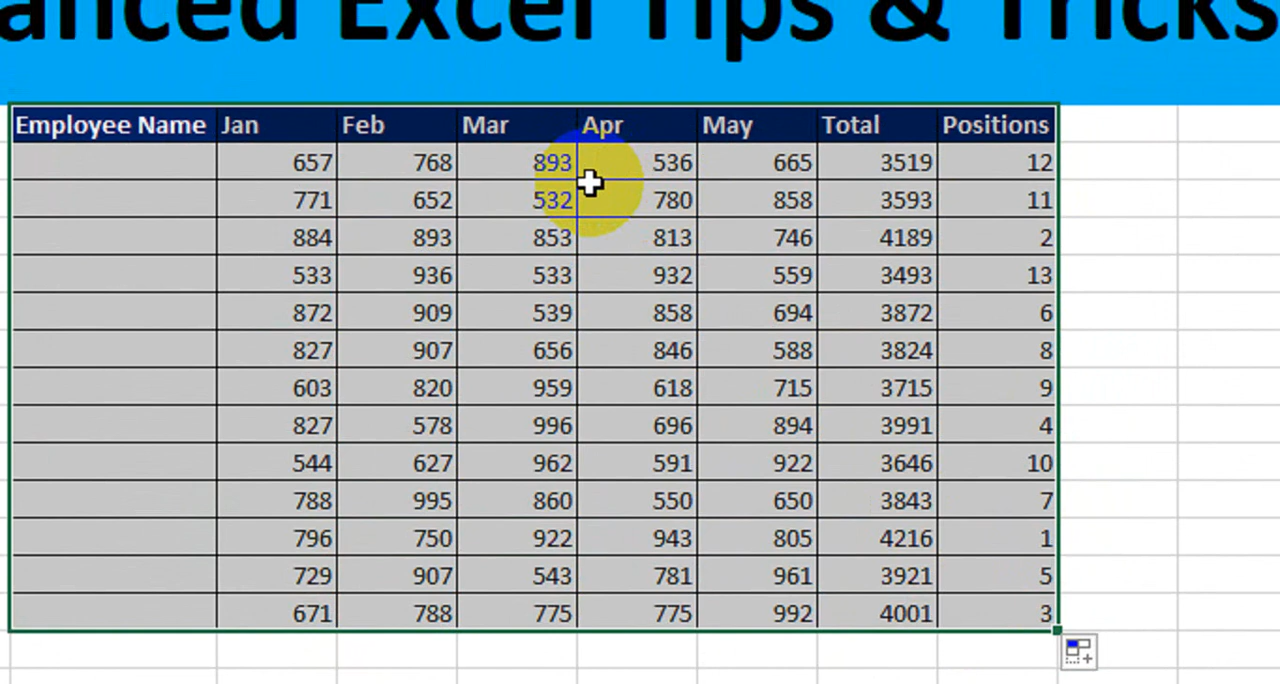 anced Excel Tips & Tricks
Employee Name Jan Feb Mar Apr May Total Positions
657 768 893 536 665 3519 12
771 652 532 780 858 3593 11
884 893 853 813 746 4189 2
533 936 533 932 559 3493 13
872 909 539 858 694 3872 6
827 907 656 846 588 3824 8
603 820 959 618 715 3715 9
827 578 996 696 894 3991 4
544 627 962 591 922 3646 10
788 995 860 550 650 3843 7
796 750 922 943 805 4216 1
729 907 543 781 961 3921 5
671 788 775 775 992 4001 3